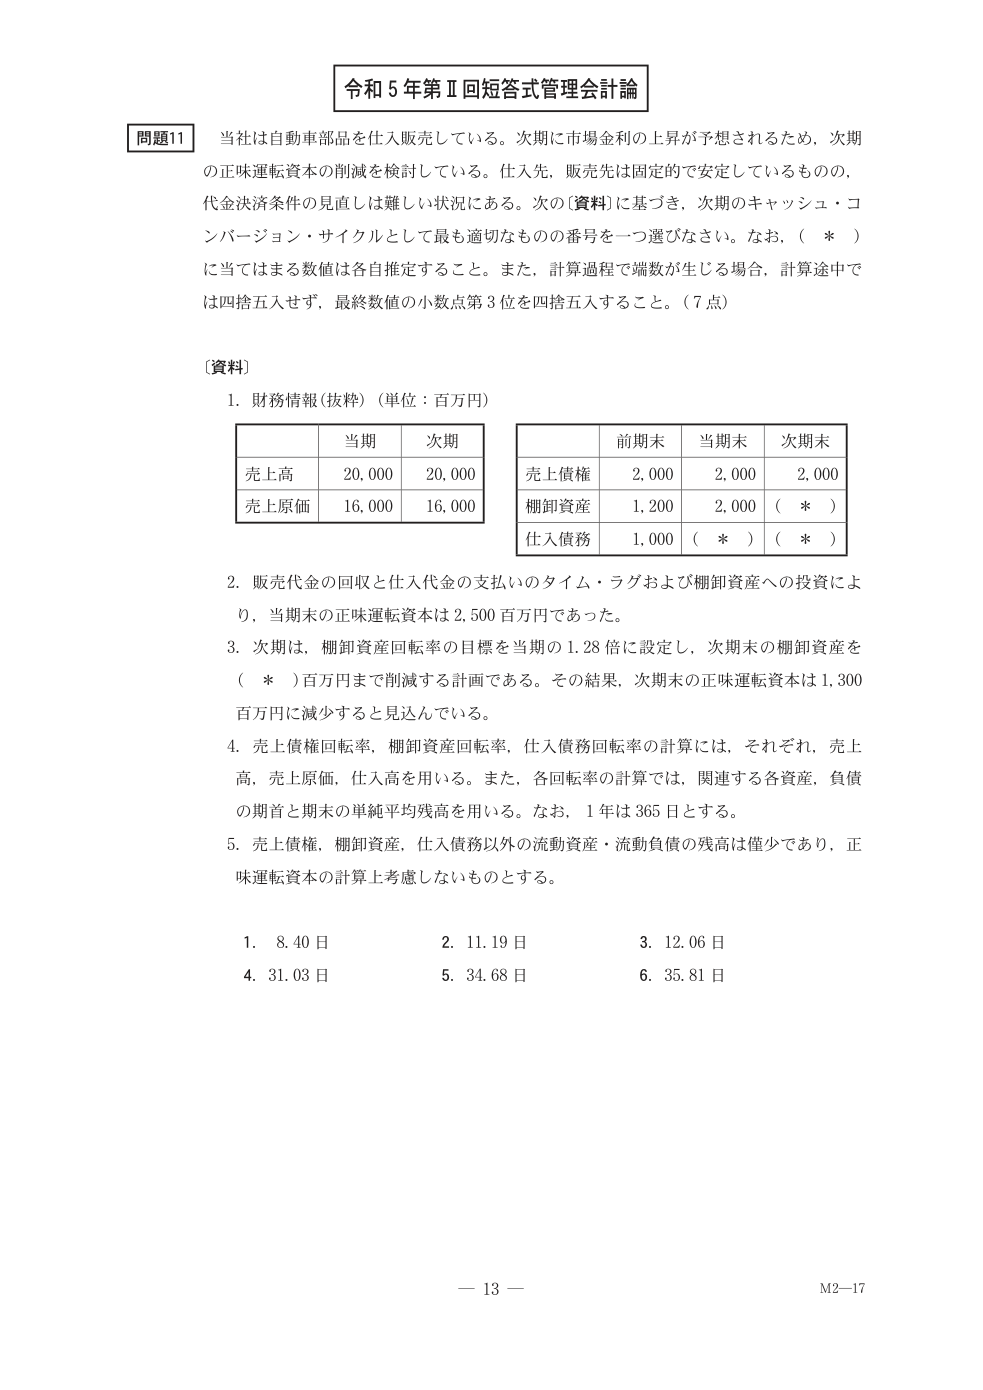 令和5年第Ⅱ回短答式管理会計論
問題11 当社は自動車部品を仕入販売している。次期に市場金利の上昇が予想されるため，次期
の正味運転資本の削減を検討している。仕入先，販売先は固定的で安定しているものの，
代金決済条件の見直しは難しい状況にある。次の〔資料〕に基づき，次期のキャッシュ・コ
ンバージョン・サイクルとして最も適切なものの番号を一つ選びなさい。なお，（ ＊ ）
に当てはまる数値は各自推定すること。また，計算過程で端数が生じる場合，計算途中で
は四捨五入せず，最終数値の小数点第3位を四捨五入すること。（7点）
〔資料〕
1. 財務情報(抜粋)（単位：百万円）
当期 次期
売上高 20,000 20,000
売上原価 16,000 16,000
前期末 当期末 次期末
売上債権 2,000 2,000 2,000
棚卸資産 1,200 2,000 （ ＊ ）
仕入債務 1,000 （ ＊ ） （ ＊ ）
2. 販売代金の回収と仕入代金の支払いのタイム・ラグおよび棚卸資産への投資によ
り，当期末の正味運転資本は2,500百万円であった。
3. 次期は，棚卸資産回転率の目標を当期の1.28倍に設定し，次期末の棚卸資産を
（ ＊ ）百万円まで削減する計画である。その結果，次期末の正味運転資本は1,300
百万円に減少すると見込んでいる。
4. 売上債権回転率，棚卸資産回転率，仕入債務回転率の計算には，それぞれ，売上
高，売上原価，仕入高を用いる。また，各回転率の計算では，関連する各資産，負債
の期首と期末の単純平均残高を用いる。なお，1年は365日とする。
5. 売上債権，棚卸資産，仕入債務以外の流動資産・流動負債の残高は僅少であり，正
味運転資本の計算上考慮しないものとする。
1. 8.40日 2. 11.19日 3. 12.06日
4. 31.03日 5. 34.68日 6. 35.81日
— 13 — M2—17